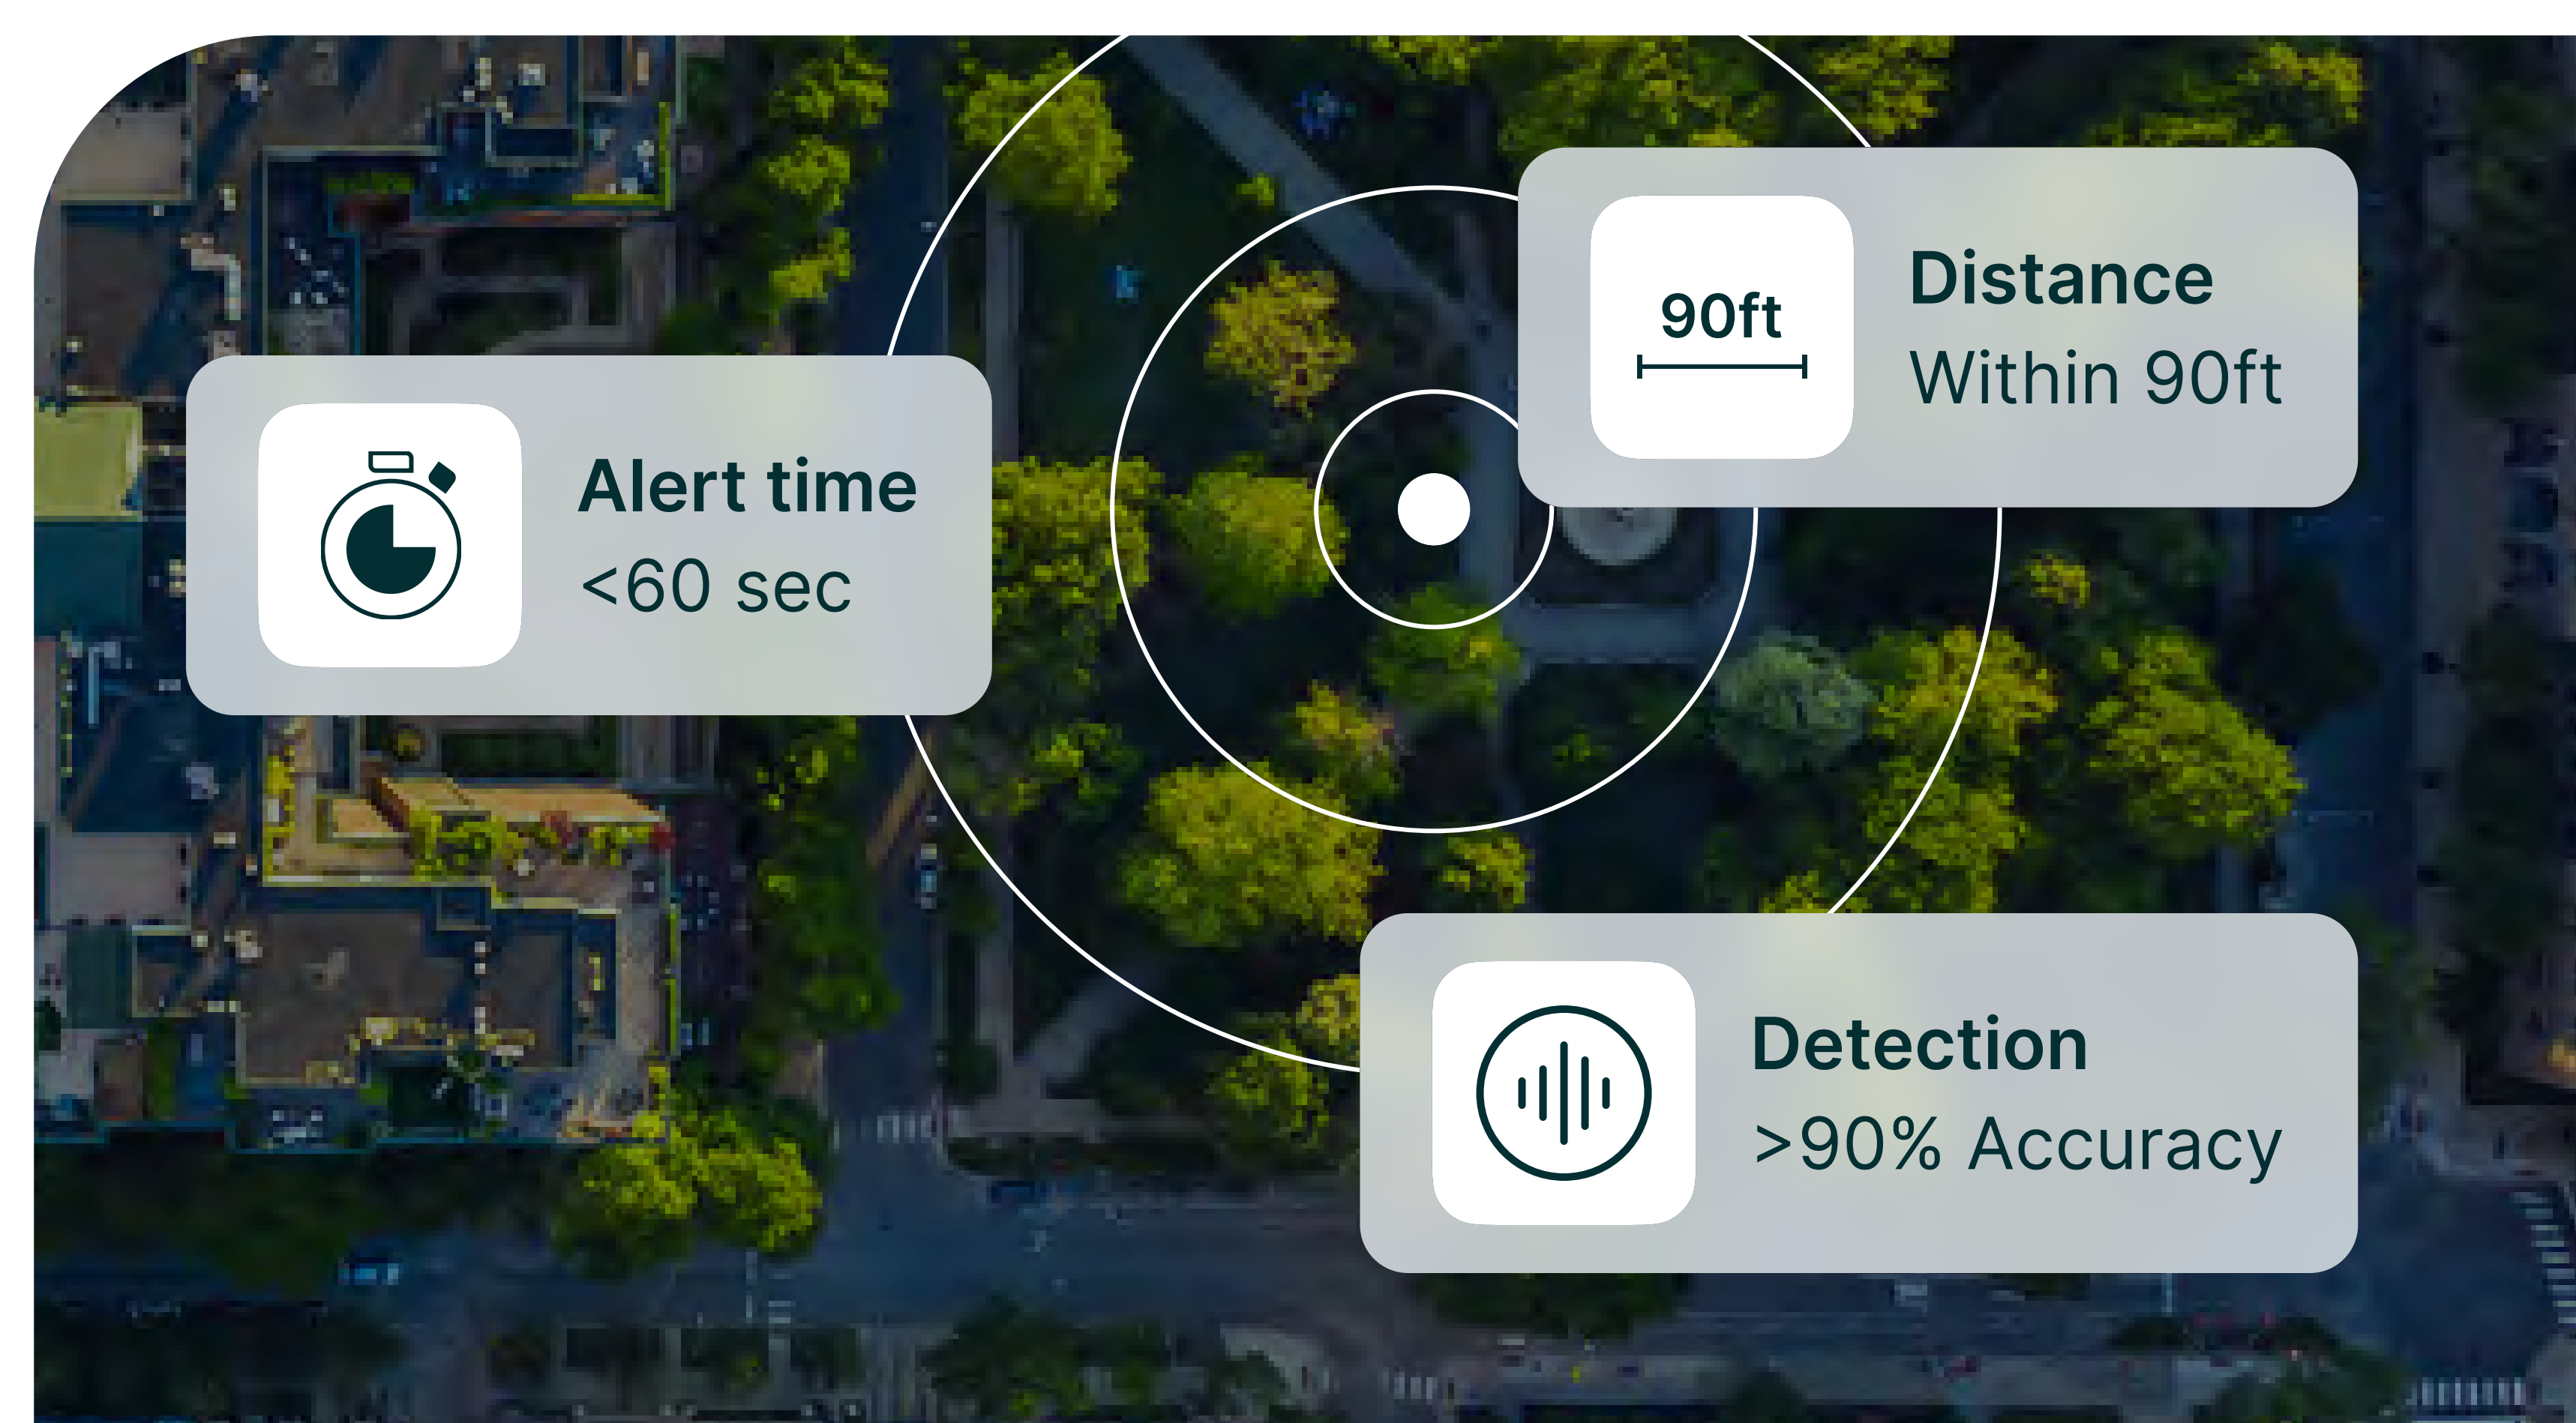 90ft
Distance
Within 90ft
Alert time
<60 sec
Detection
>90% Accuracy